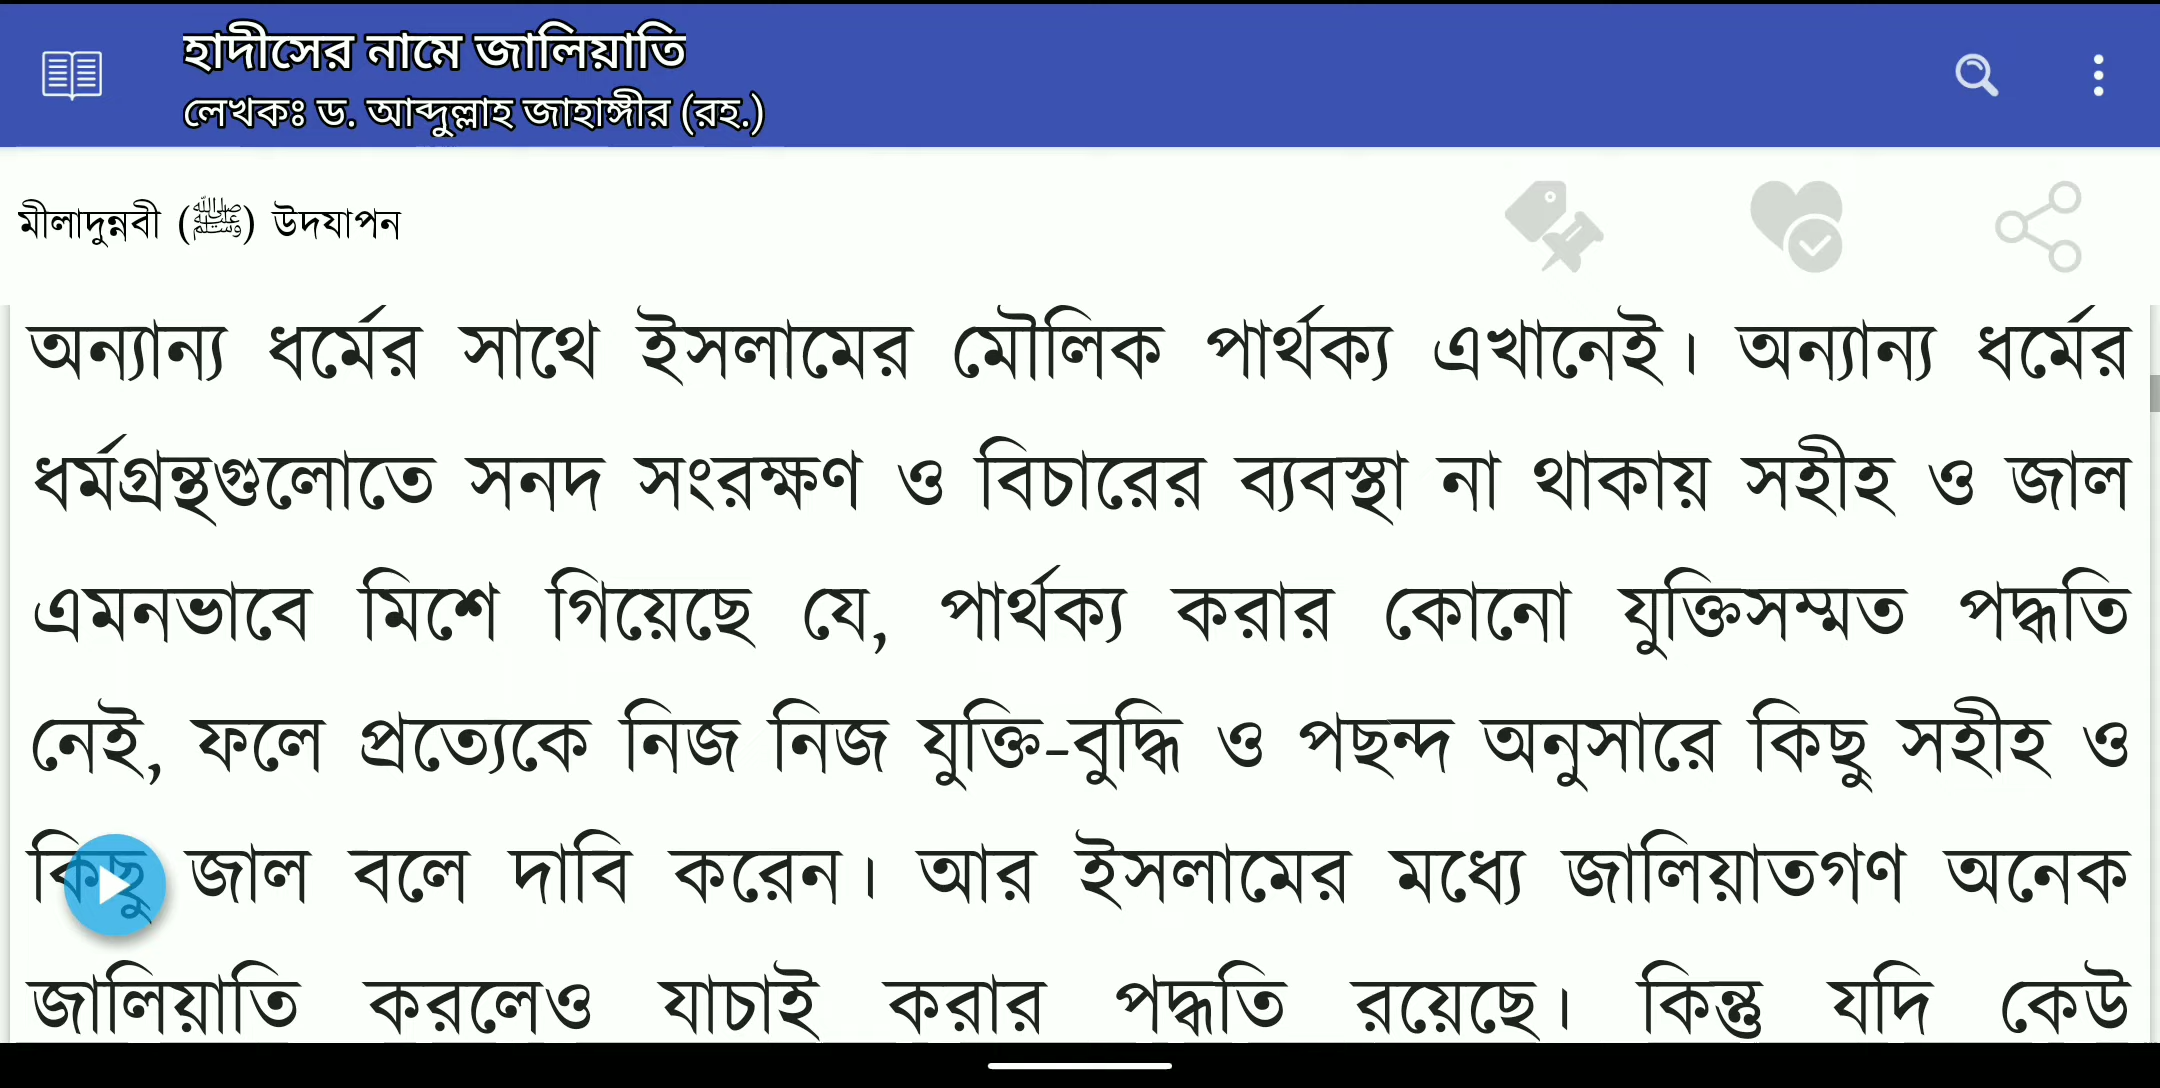 হাদীসের নামে জালিয়াতি
লেখকঃ ড. আব্দুল্লাহ জাহাঙ্গীর (রহ.)
মীলাদুন্নবী (ﷺ) উদযাপন
অন্যান্য ধর্মের সাথে ইসলামের মৌলিক পার্থক্য এখানেই। অন্যান্য ধর্মের
ধর্মগ্রন্থগুলোতে সনদ সংরক্ষণ ও বিচারের ব্যবস্থা না থাকায় সহীহ ও জাল
এমনভাবে মিশে গিয়েছে যে, পার্থক্য করার কোনো যুক্তিসম্মত পদ্ধতি
নেই, ফলে প্রত্যেকে নিজ নিজ যুক্তি-বুদ্ধি ও পছন্দ অনুসারে কিছু সহীহ ও
কিছু জাল বলে দাবি করেন। আর ইসলামের মধ্যে জালিয়াতগণ অনেক
জালিয়াতি করলেও যাচাই করার পদ্ধতি রয়েছে। কিন্তু যদি কেউ